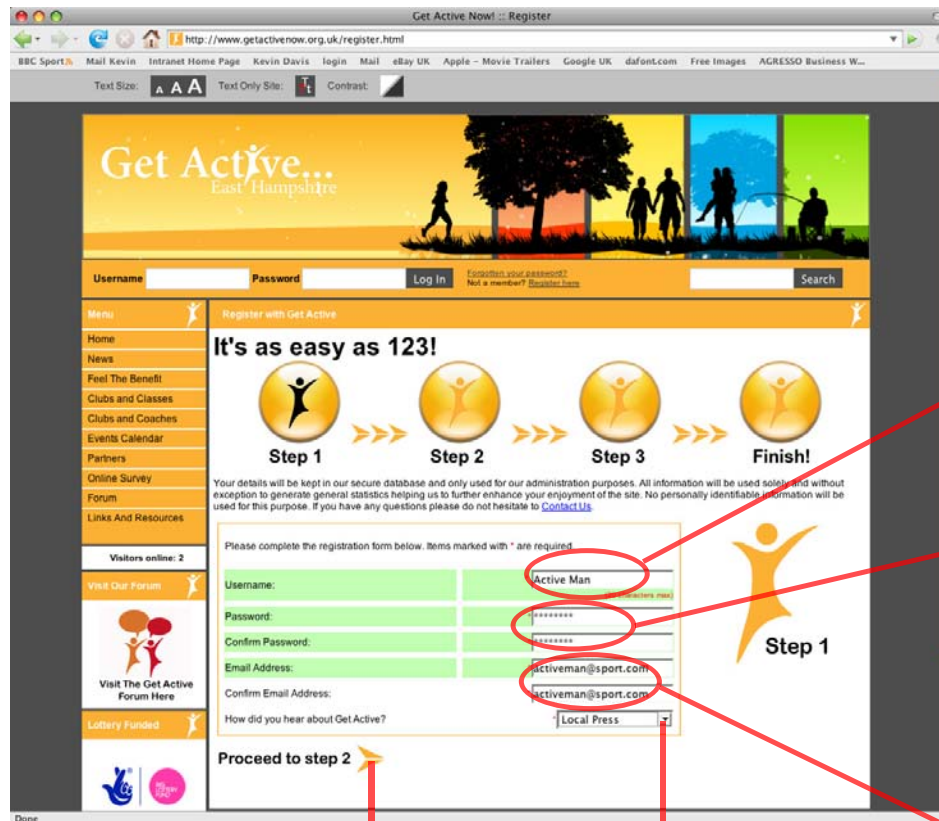 Get Active Now! :: Register
http://www.getactivenow.org.uk/register.html
BBC Sport Mail Kevin Intranet Home Page Kevin Davis login Mail eBay UK Apple – Movie Trailers Google UK dafont.com Free Images AGRESSO Business W...
Text Size: A A A Text Only Site: Tt Contrast:
Get Active...
East Hampshire
Username Password Log In Forgotten your password? Search
Not a member? Register here
Menu
Register with Get Active
Home
News
Feel The Benefit
Clubs and Classes
Clubs and Coaches
Events Calendar
Partners
Online Survey
Forum
Links And Resources
Visitors online: 2
Visit Our Forum
Visit The Get Active
Forum Here
Lottery Funded
It's as easy as 123!
Step 1 Step 2 Step 3 Finish!
Your details will be kept in our secure database and only used for our administration purposes. All information will be used solely and without
exception to generate general statistics helping us to further enhance your enjoyment of the site. No personally identifiable information will be
used for this purpose. If you have any questions please do not hesitate to Contact Us.
Please complete the registration form below. Items marked with * are required.
Username: * Active Man
(20 characters max)
Password: * ********
Confirm Password: * ********
Email Address: * activeman@sport.com
Confirm Email Address: activeman@sport.com
How did you hear about Get Active? * Local Press
Step 1
Proceed to step 2
Done